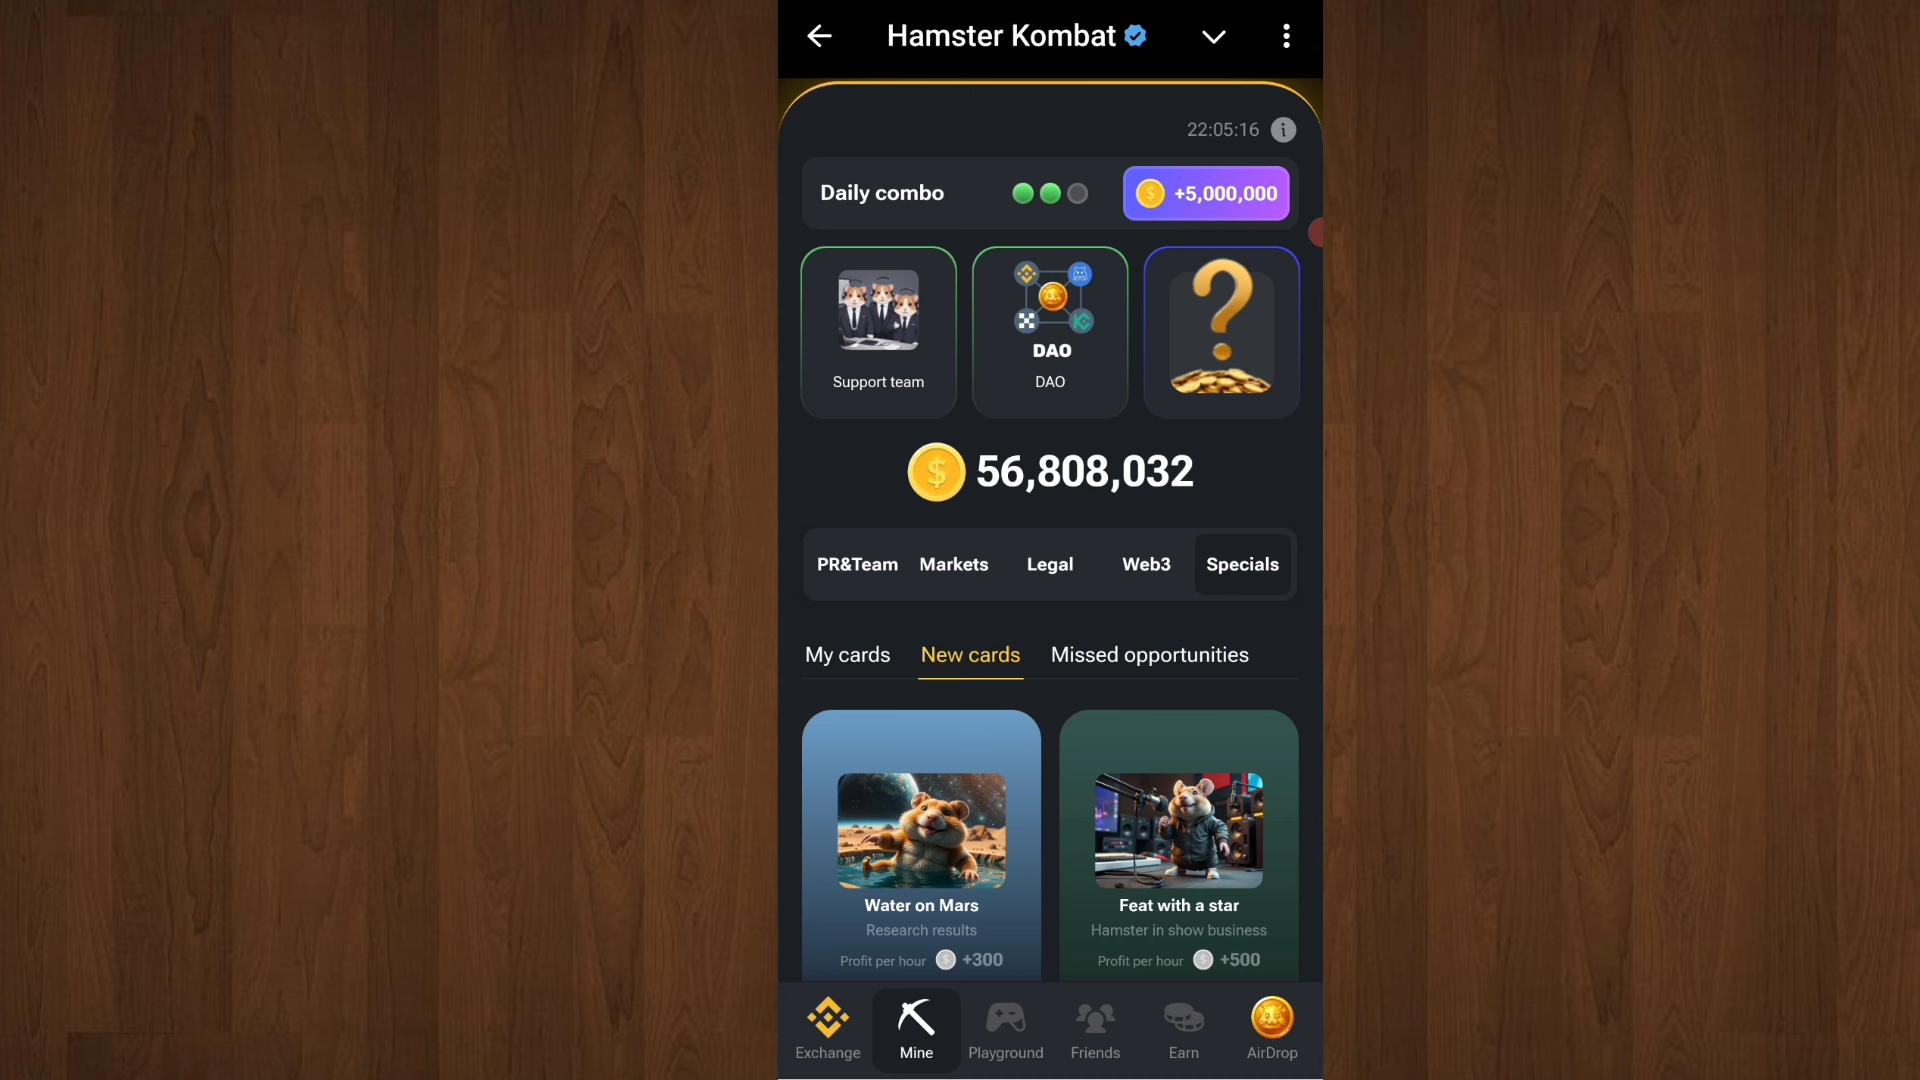 Hamster Kombat
22:05:16
Daily combo
+5,000,000
Support team
DAO
DAO
56,808,032
PR&Team Markets Legal Web3 Specials
My cards New cards Missed opportunities
Water on Mars
Research results
Profit per hour +300
Feat with a star
Hamster in show business
Profit per hour +500
Exchange Mine Playground Friends Earn AirDrop